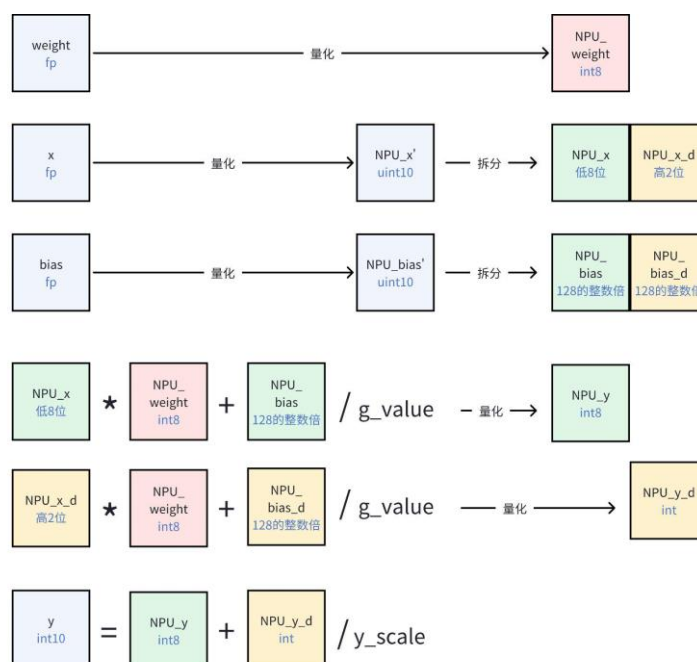 weight
fp
量化
NPU_
weight
int8
x
fp
量化
NPU_x'
uint10
拆分
NPU_x
低8位
NPU_x_d
高2位
bias
fp
量化
NPU_bias'
uint10
拆分
NPU_
bias
128的整数倍
NPU_
bias_d
128的整数倍
NPU_x
低8位
*
NPU_
weight
int8
+
NPU_
bias
128的整数倍
/ g_value
量化
NPU_y
int8
NPU_x_d
高2位
*
NPU_
weight
int8
+
NPU_
bias_d
128的整数倍
/ g_value
量化
NPU_y_d
int
y
int10
=
NPU_y
int8
+
NPU_y_d
int
/ y_scale